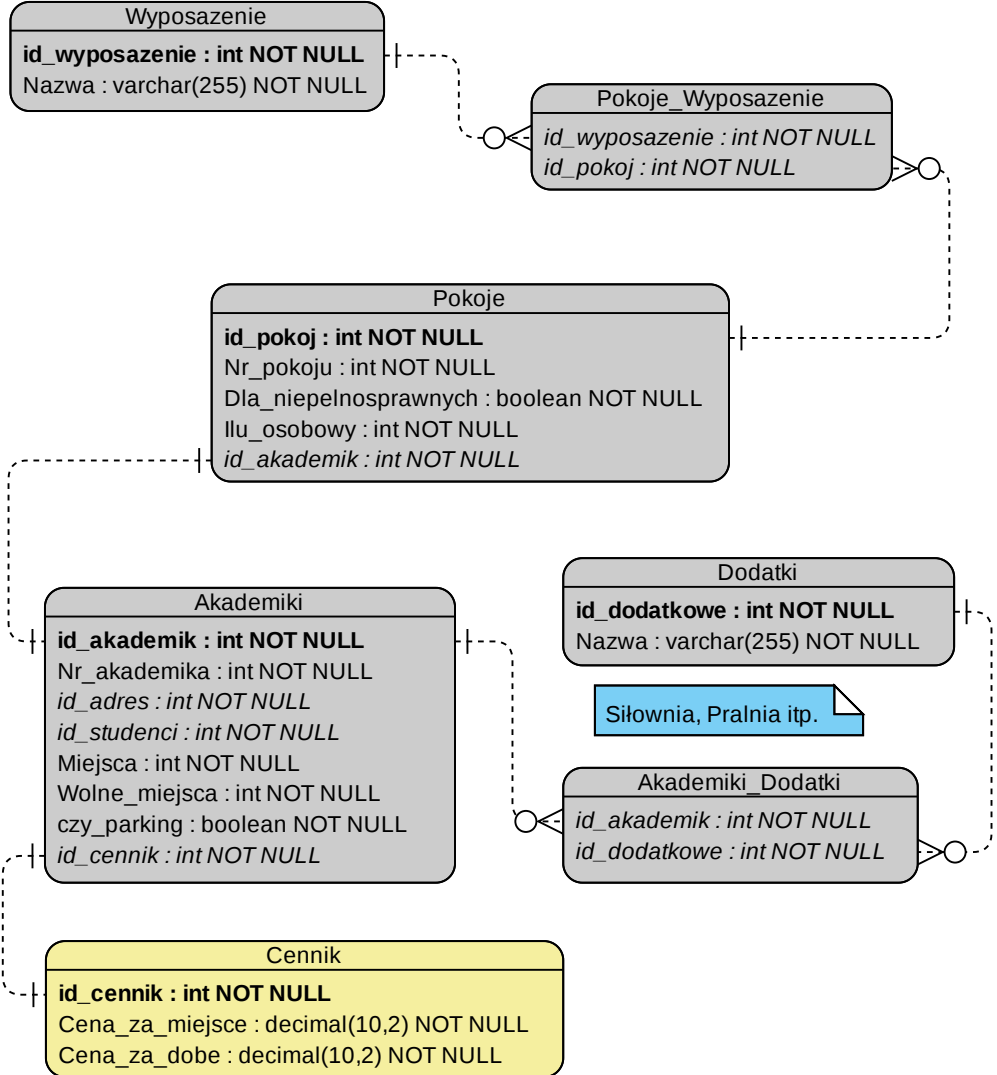 Wyposazenie
id_wyposazenie : int NOT NULL
Nazwa : varchar(255) NOT NULL
Pokoje_Wyposazenie
id_wyposazenie : int NOT NULL
id_pokoj : int NOT NULL
Pokoje
id_pokoj : int NOT NULL
Nr_pokoju : int NOT NULL
Dla_niepelnosprawnych : boolean NOT NULL
Ilu_osobowy : int NOT NULL
id_akademik : int NOT NULL
Akademiki
id_akademik : int NOT NULL
Nr_akademika : int NOT NULL
id_adres : int NOT NULL
id_studenci : int NOT NULL
Miejsca : int NOT NULL
Wolne_miejsca : int NOT NULL
czy_parking : boolean NOT NULL
id_cennik : int NOT NULL
Dodatki
id_dodatkowe : int NOT NULL
Nazwa : varchar(255) NOT NULL
Siłownia, Pralnia itp.
Akademiki_Dodatki
id_akademik : int NOT NULL
id_dodatkowe : int NOT NULL
Cennik
id_cennik : int NOT NULL
Cena_za_miejsce : decimal(10,2) NOT NULL
Cena_za_dobe : decimal(10,2) NOT NULL